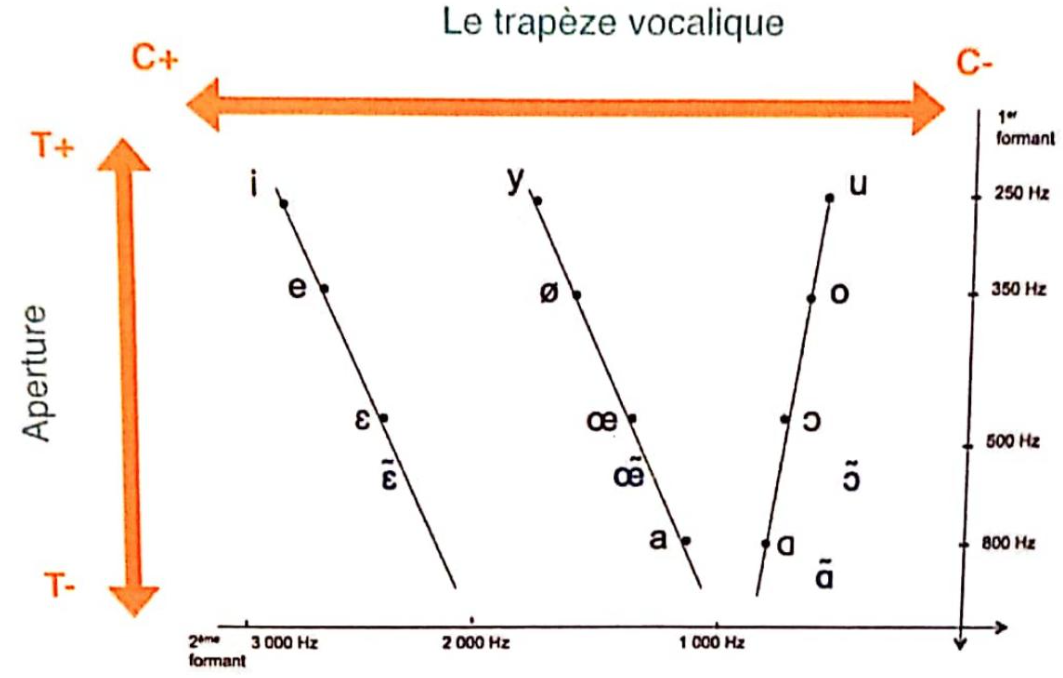 Le trapèze vocalique
C+
C-
T+
1er
formant
i
y
u
250 Hz
e
ø
o
350 Hz
Aperture
ε
œ
ɔ
500 Hz
ε̃
œ̃
ɔ̃
a
ɑ
800 Hz
T-
ɑ̃
2ème
formant
3 000 Hz
2 000 Hz
1 000 Hz